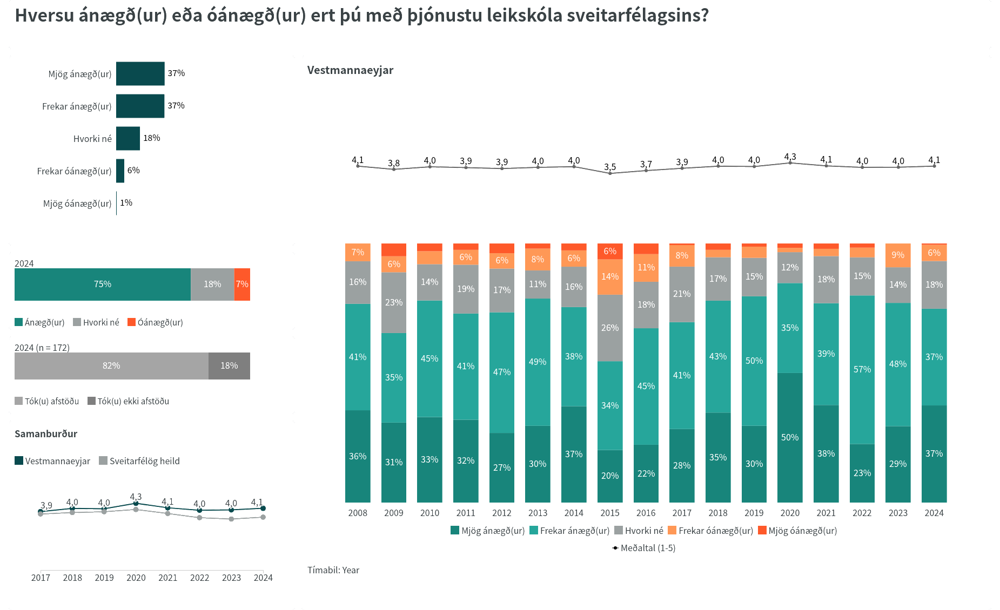 Hversu ánægð(ur) eða óánægð(ur) ert þú með þjónustu leikskóla sveitarfélagsins?
Mjög ánægð(ur) 37%
Frekar ánægð(ur) 37%
Hvorki né 18%
Frekar óánægð(ur) 6%
Mjög óánægð(ur) 1%
2024
75% 18% 7%
Ánægð(ur) Hvorki né Óánægð(ur)
2024 (n = 172)
82% 18%
Tók(u) afstöðu Tók(u) ekki afstöðu
Samanburður
Vestmannaeyjar Sveitarfélög heild
3,9 4,0 4,0 4,3 4,1 4,0 4,0 4,1
2017 2018 2019 2020 2021 2022 2023 2024
Vestmannaeyjar
4,1 3,8 4,0 3,9 3,9 4,0 4,0 3,5 3,7 3,9 4,0 4,0 4,3 4,1 4,0 4,0 4,1
7% 6% 6% 6% 8% 6% 6% 14% 11% 8% 9% 6%
16% 23% 14% 19% 17% 11% 16% 26% 18% 21% 17% 15% 12% 18% 15% 14% 18%
41% 35% 45% 41% 47% 49% 38% 34% 45% 41% 43% 50% 35% 39% 57% 48% 37%
36% 31% 33% 32% 27% 30% 37% 20% 22% 28% 35% 30% 50% 38% 23% 29% 37%
2008 2009 2010 2011 2012 2013 2014 2015 2016 2017 2018 2019 2020 2021 2022 2023 2024
Mjög ánægð(ur) Frekar ánægð(ur) Hvorki né Frekar óánægð(ur) Mjög óánægð(ur)
Meðaltal (1-5)
Tímabil: Year